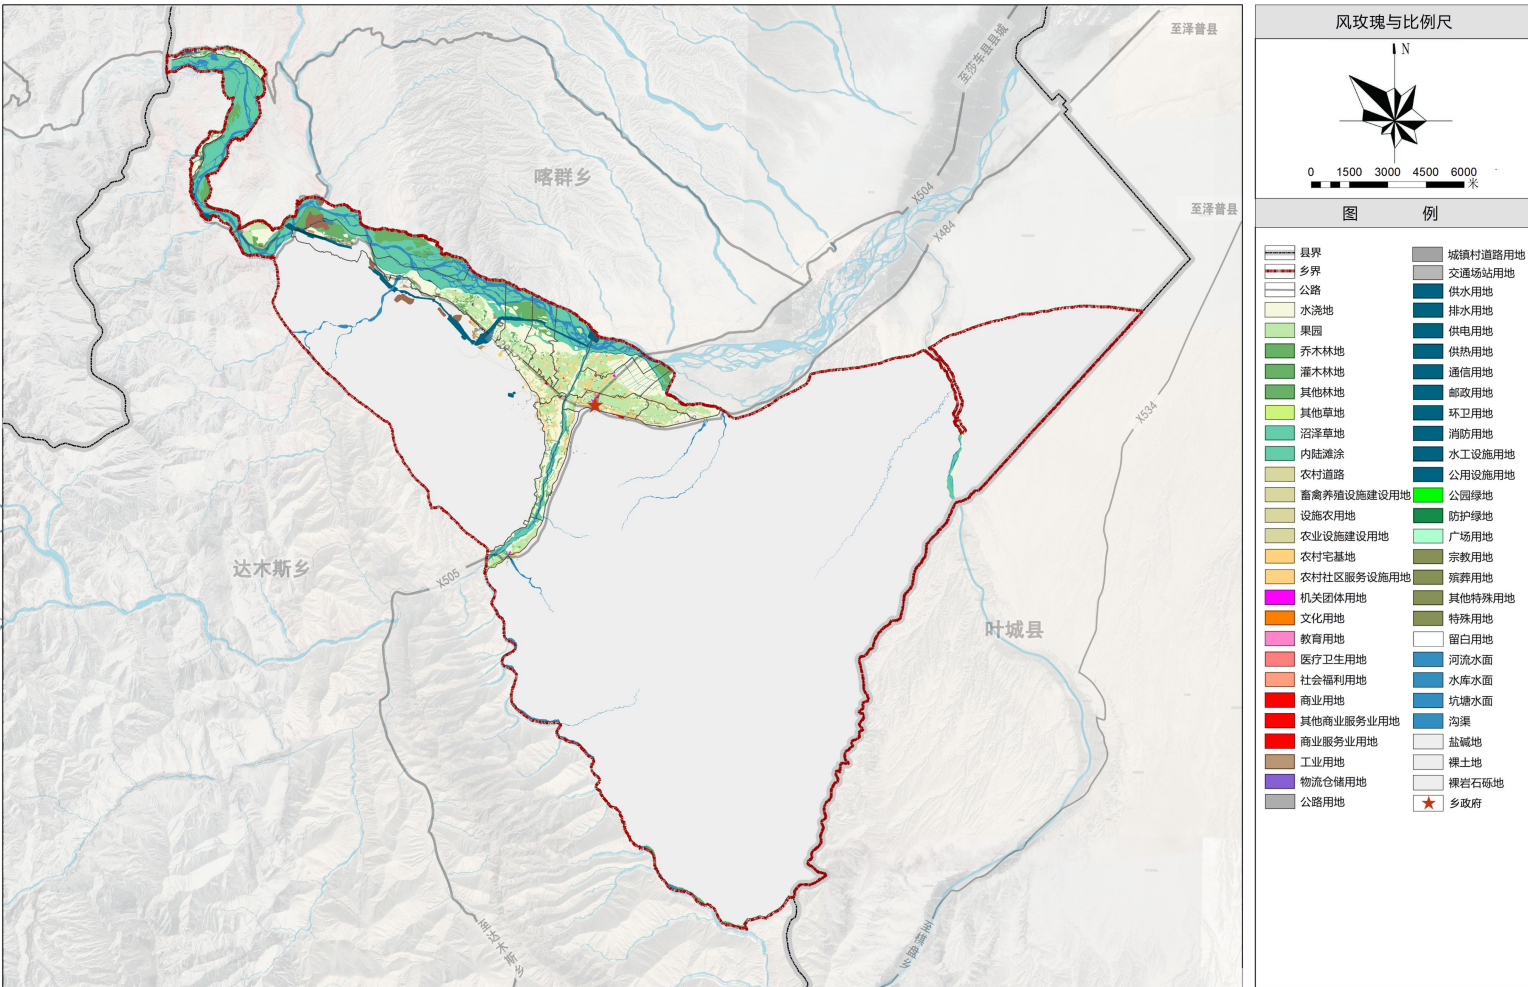 至泽普县
至莎车县县城
喀群乡
X504
至泽普县
X484
X534
达木斯乡
X505
叶城县
至达木斯乡
风玫瑰与比例尺
N
0 1500 3000 4500 6000
米
图 例
县界
乡界
公路
水浇地
果园
乔木林地
灌木林地
其他林地
其他草地
沼泽草地
内陆滩涂
农村道路
畜禽养殖设施建设用地
设施农用地
农业设施建设用地
农村宅基地
农村社区服务设施用地
机关团体用地
文化用地
教育用地
医疗卫生用地
社会福利用地
商业用地
其他商业服务业用地
商业服务业用地
工业用地
物流仓储用地
公路用地
城镇村道路用地
交通场站用地
供水用地
排水用地
供电用地
供热用地
通信用地
邮政用地
环卫用地
消防用地
水工设施用地
公用设施用地
公园绿地
防护绿地
广场用地
宗教用地
殡葬用地
其他特殊用地
特殊用地
留白用地
河流水面
水库水面
坑塘水面
沟渠
盐碱地
裸土地
裸岩石砾地
乡政府